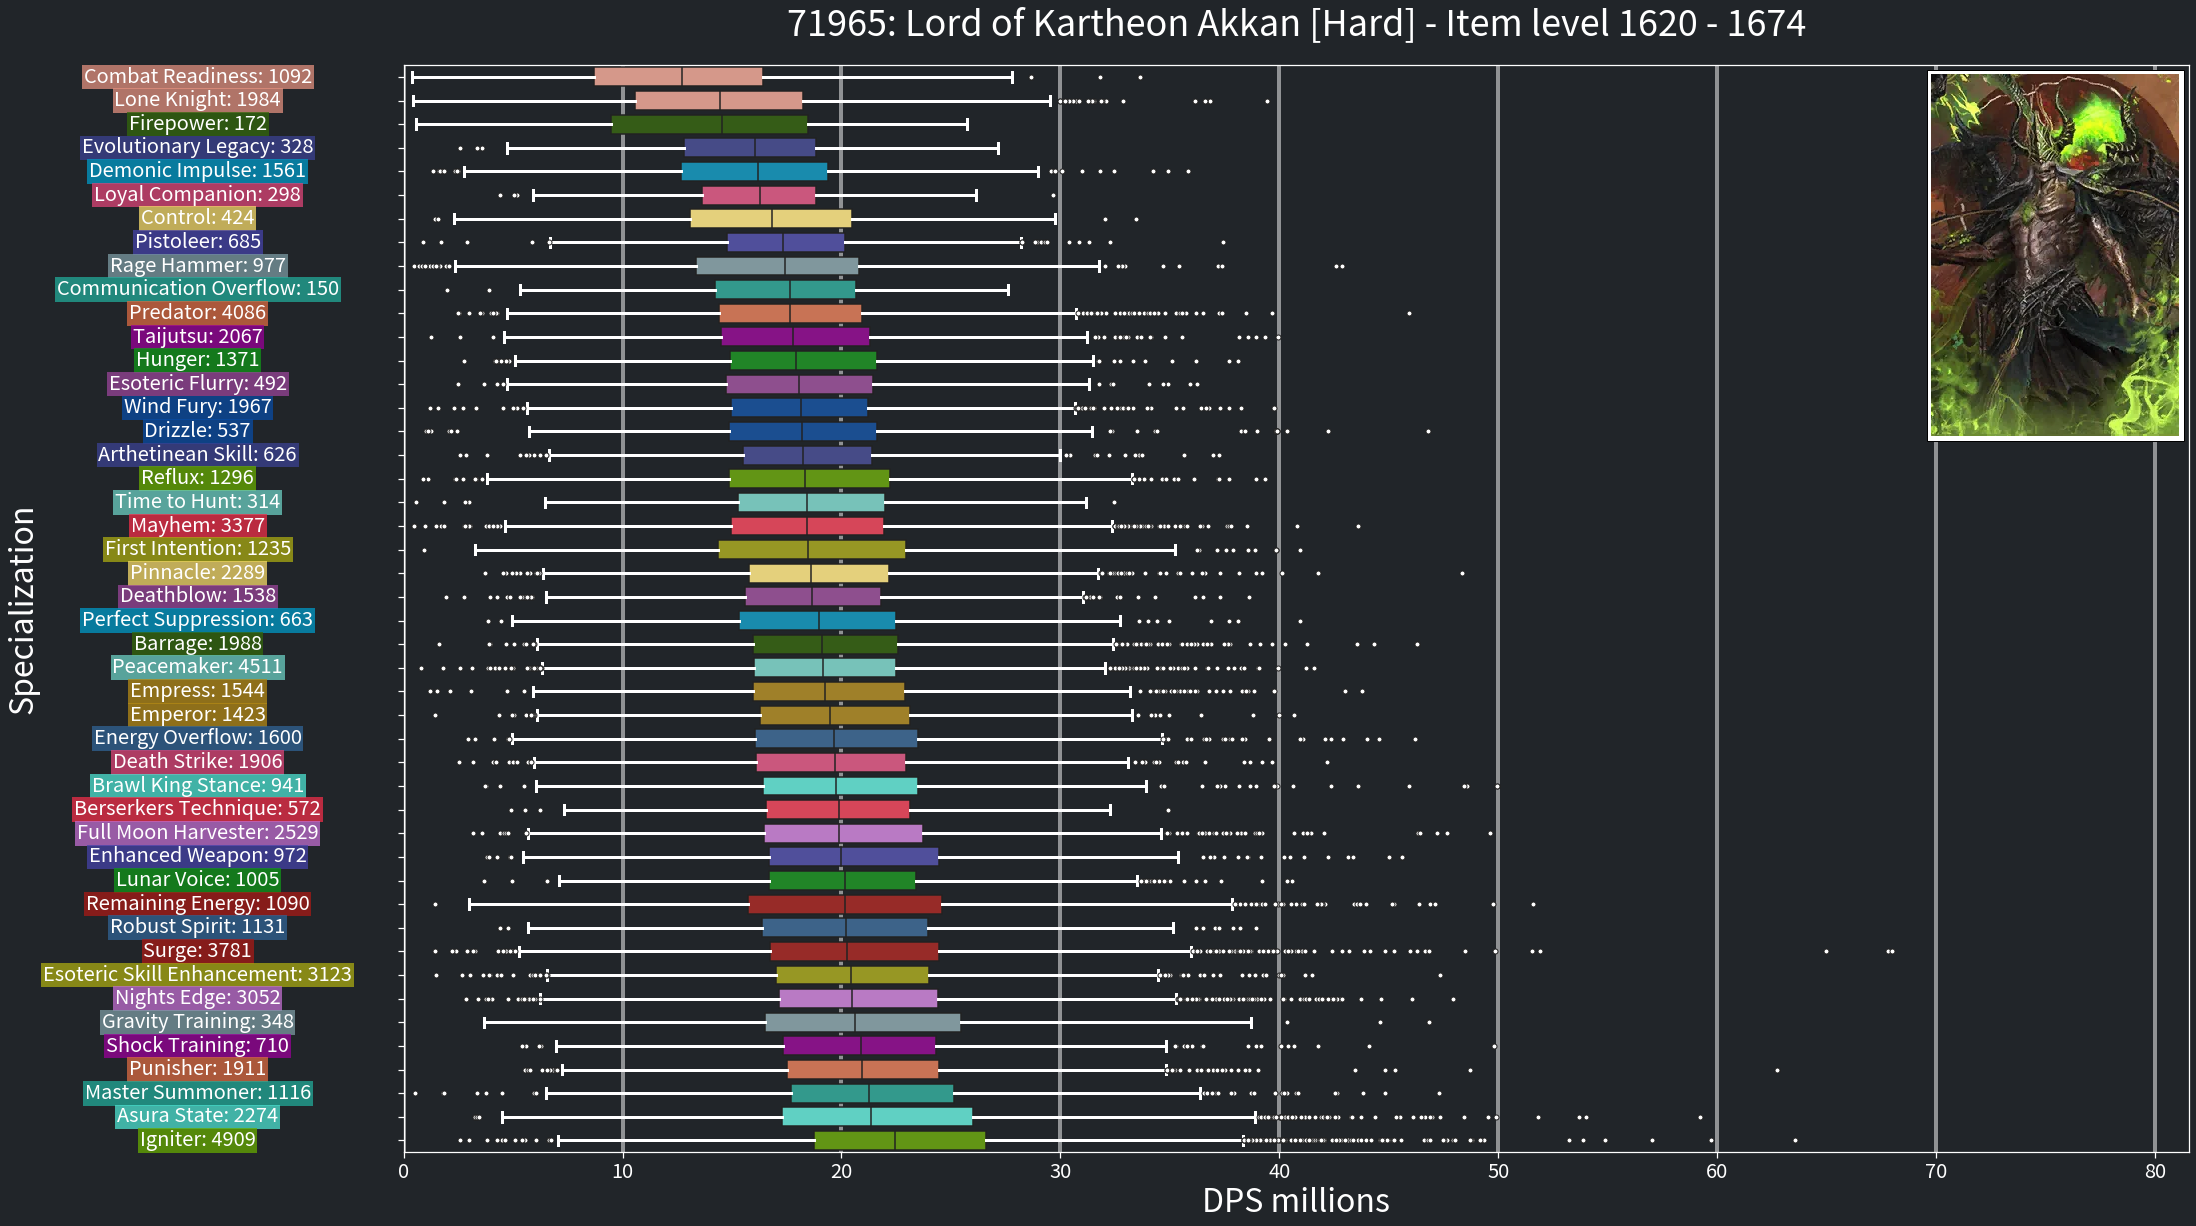 71965: Lord of Kartheon Akkan [Hard] - Item level 1620 - 1674
Specialization
Combat Readiness: 1092
Lone Knight: 1984
Firepower: 172
Evolutionary Legacy: 328
Demonic Impulse: 1561
Loyal Companion: 298
Control: 424
Pistoleer: 685
Rage Hammer: 977
Communication Overflow: 150
Predator: 4086
Taijutsu: 2067
Hunger: 1371
Esoteric Flurry: 492
Wind Fury: 1967
Drizzle: 537
Arthetinean Skill: 626
Reflux: 1296
Time to Hunt: 314
Mayhem: 3377
First Intention: 1235
Pinnacle: 2289
Deathblow: 1538
Perfect Suppression: 663
Barrage: 1988
Peacemaker: 4511
Empress: 1544
Emperor: 1423
Energy Overflow: 1600
Death Strike: 1906
Brawl King Stance: 941
Berserkers Technique: 572
Full Moon Harvester: 2529
Enhanced Weapon: 972
Lunar Voice: 1005
Remaining Energy: 1090
Robust Spirit: 1131
Surge: 3781
Esoteric Skill Enhancement: 3123
Nights Edge: 3052
Gravity Training: 348
Shock Training: 710
Punisher: 1911
Master Summoner: 1116
Asura State: 2274
Igniter: 4909
0 10 20 30 40 50 60 70 80
DPS millions